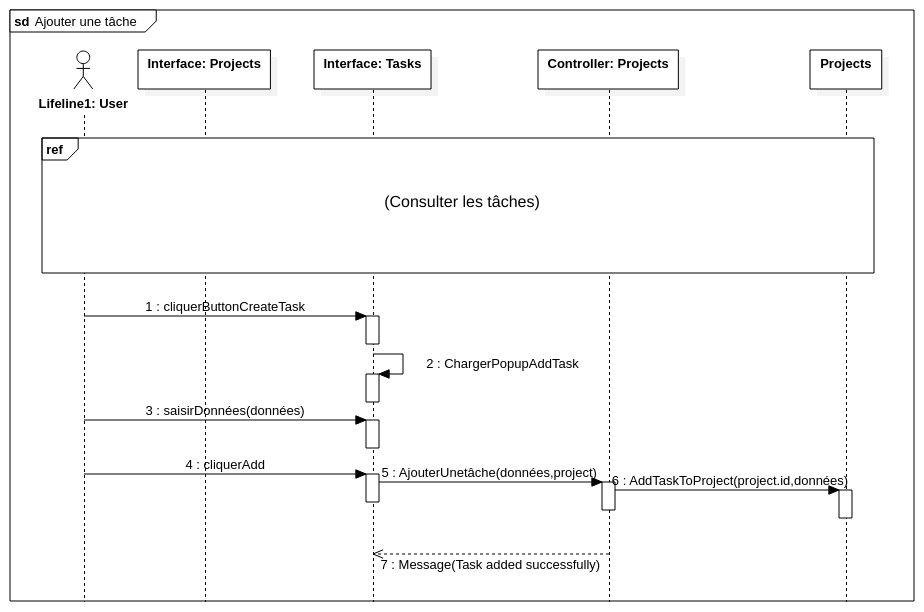 sd Ajouter une tâche
Interface: Projects
Interface: Tasks
Controller: Projects
Projects
Lifeline1: User
ref
(Consulter les tâches)
1 : cliquerButtonCreateTask
2 : ChargerPopupAddTask
3 : saisirDonnées(données)
4 : cliquerAdd
5 : AjouterUnetâche(données,project)
6 : AddTaskToProject(project.id,données)
7 : Message(Task added successfully)